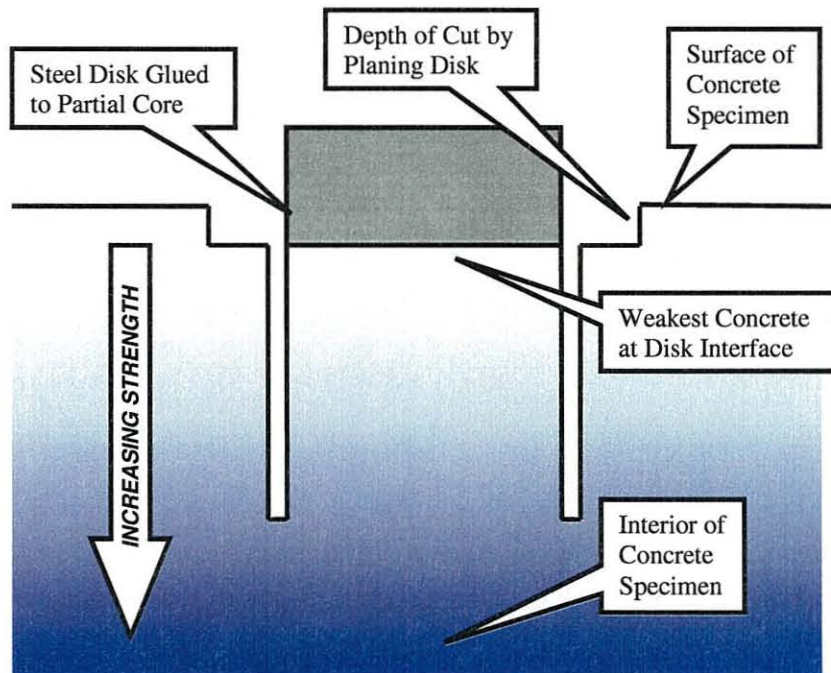 Steel Disk Glued
to Partial Core
Depth of Cut by
Planing Disk
Surface of
Concrete
Specimen
Weakest Concrete
at Disk Interface
INCREASING STRENGTH
Interior of
Concrete
Specimen